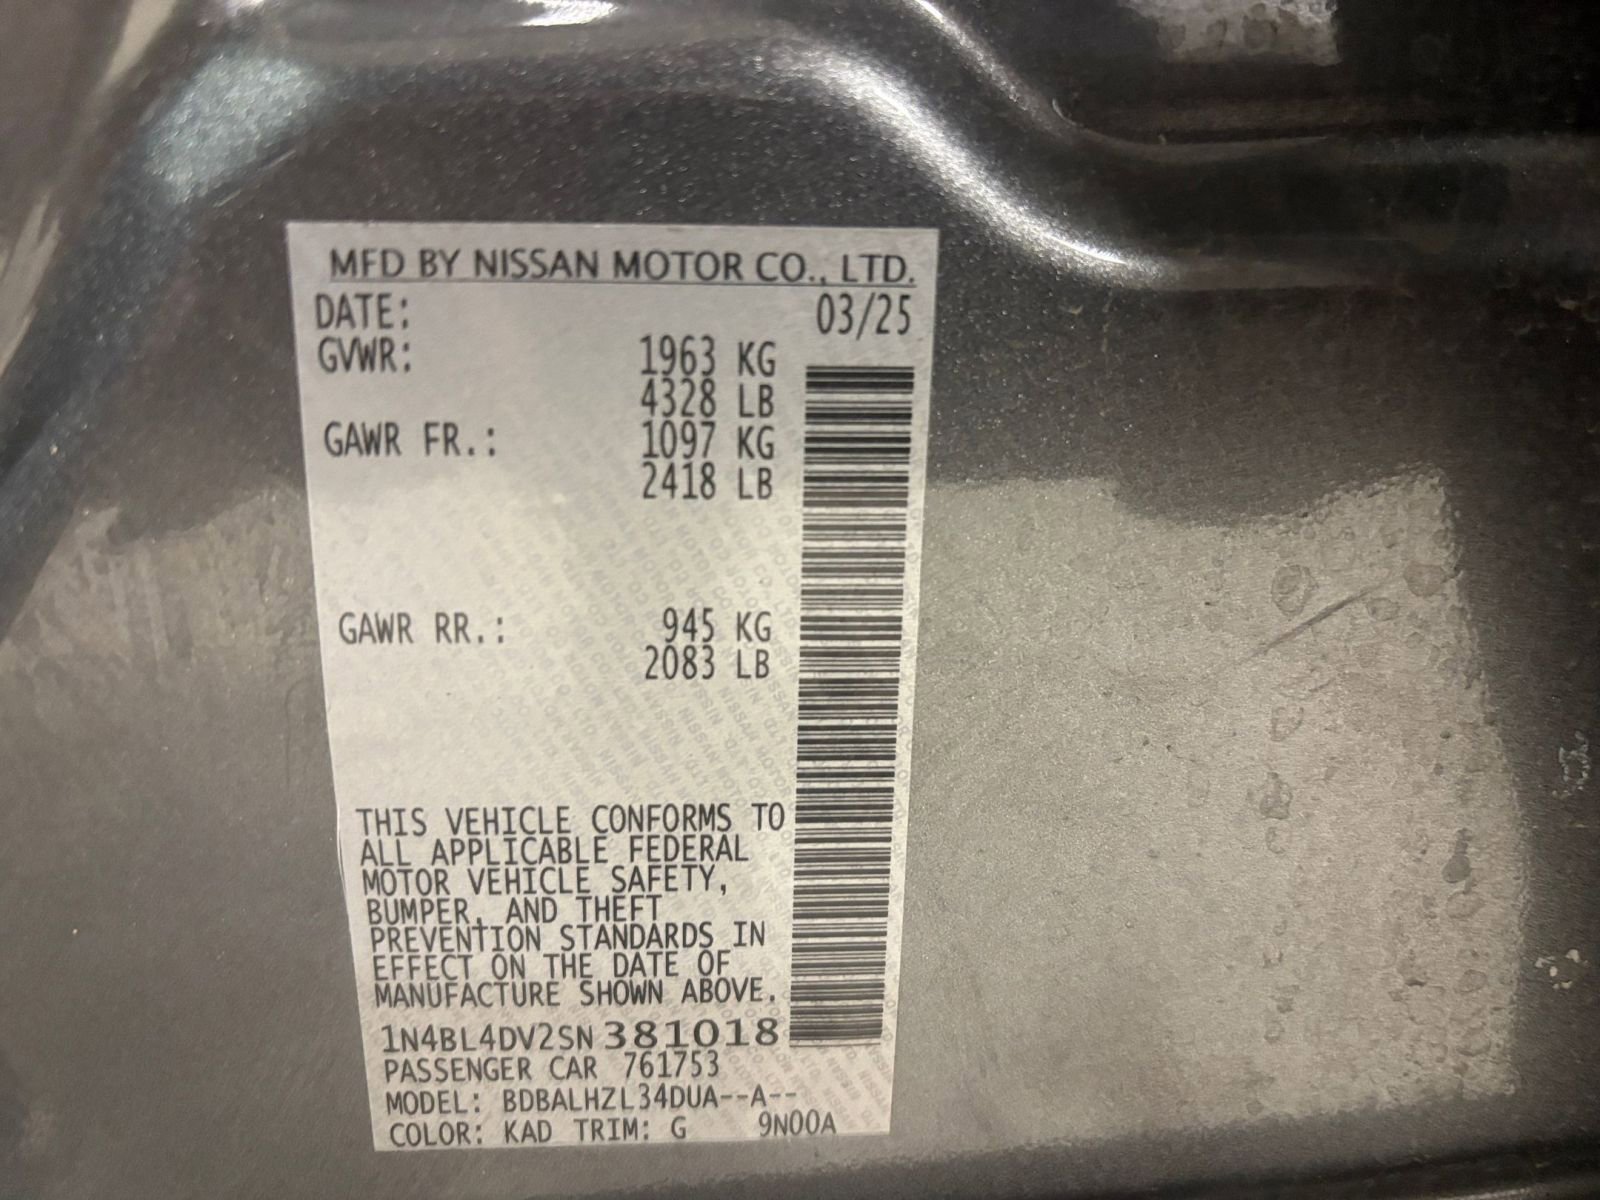 MFD BY NISSAN MOTOR CO., LTD.
DATE: 03/25
GVWR: 1963 KG
4328 LB
GAWR FR.: 1097 KG
2418 LB
GAWR RR.: 945 KG
2083 LB
THIS VEHICLE CONFORMS TO
ALL APPLICABLE FEDERAL
MOTOR VEHICLE SAFETY,
BUMPER, AND THEFT
PREVENTION STANDARDS IN
EFFECT ON THE DATE OF
MANUFACTURE SHOWN ABOVE.
1N4BL4DV2SN381018
PASSENGER CAR 761753
MODEL: BDBALHZL34DUA--A--
COLOR: KAD TRIM: G 9N00A